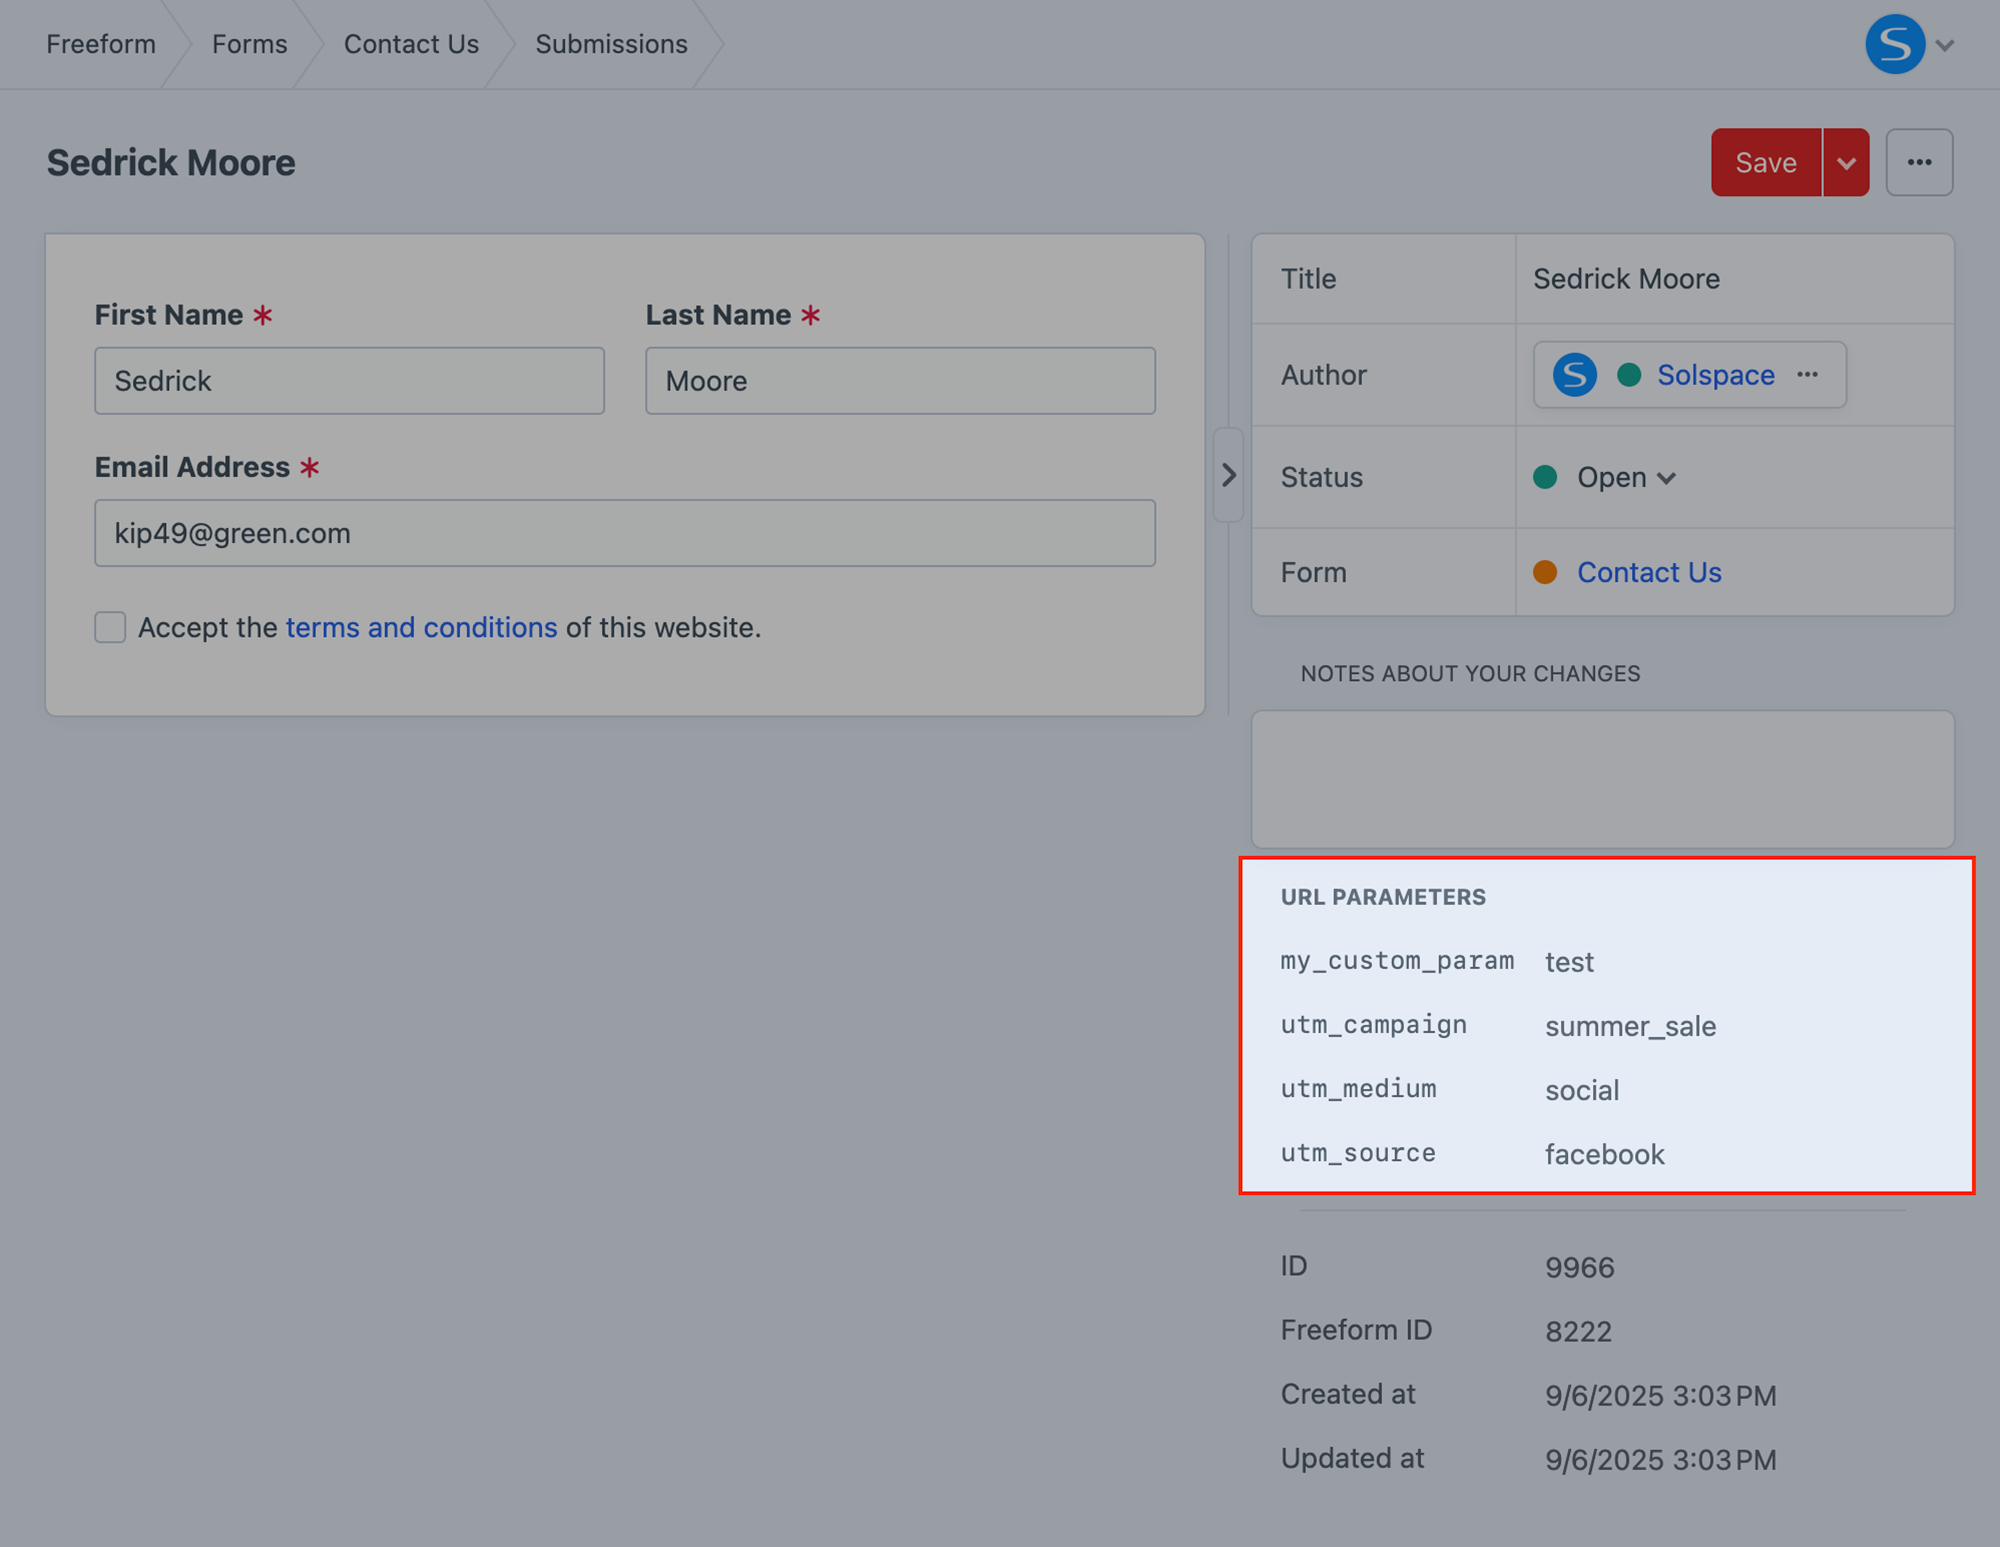 Freeform Forms Contact Us Submissions
S
Sedrick Moore
Save
First Name *
Last Name *
Sedrick
Moore
Email Address *
kip49@green.com
Accept the terms and conditions of this website.
Title Sedrick Moore
Author S Solspace
Status Open
Form Contact Us
NOTES ABOUT YOUR CHANGES
URL PARAMETERS
my_custom_param test
utm_campaign summer_sale
utm_medium social
utm_source facebook
ID 9966
Freeform ID 8222
Created at 9/6/2025 3:03 PM
Updated at 9/6/2025 3:03 PM